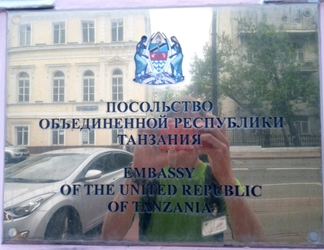 ПОСОЛЬСТВО
ОБЪЕДИНЕННОЙ РЕСПУБЛИКИ
ТАНЗАНИЯ
EMBASSY
OF THE UNITED REPUBLIC
OF TANZANIA